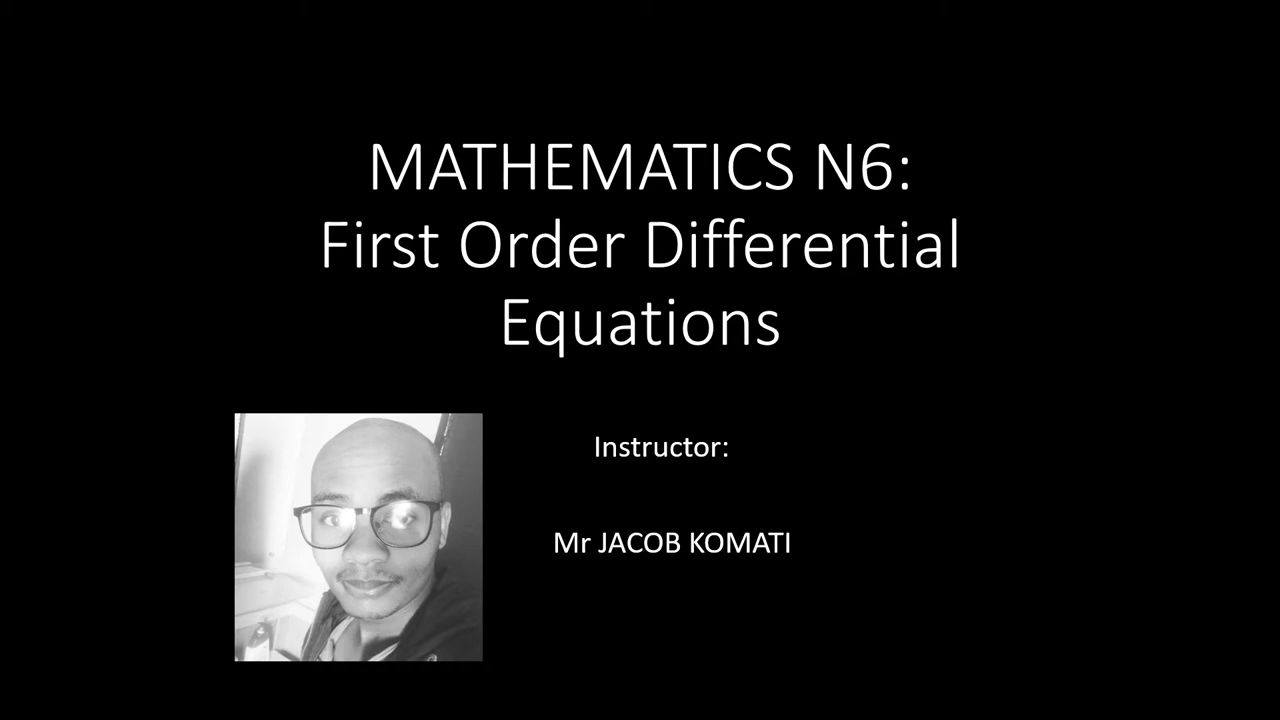 MATHEMATICS N6:
First Order Differential
Equations
Instructor:
Mr JACOB KOMATI